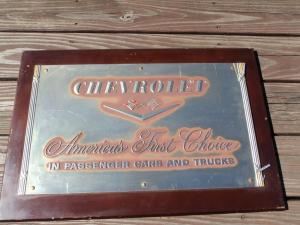 CHEVROLET
America's First Choice
IN PASSENGER CARS AND TRUCKS